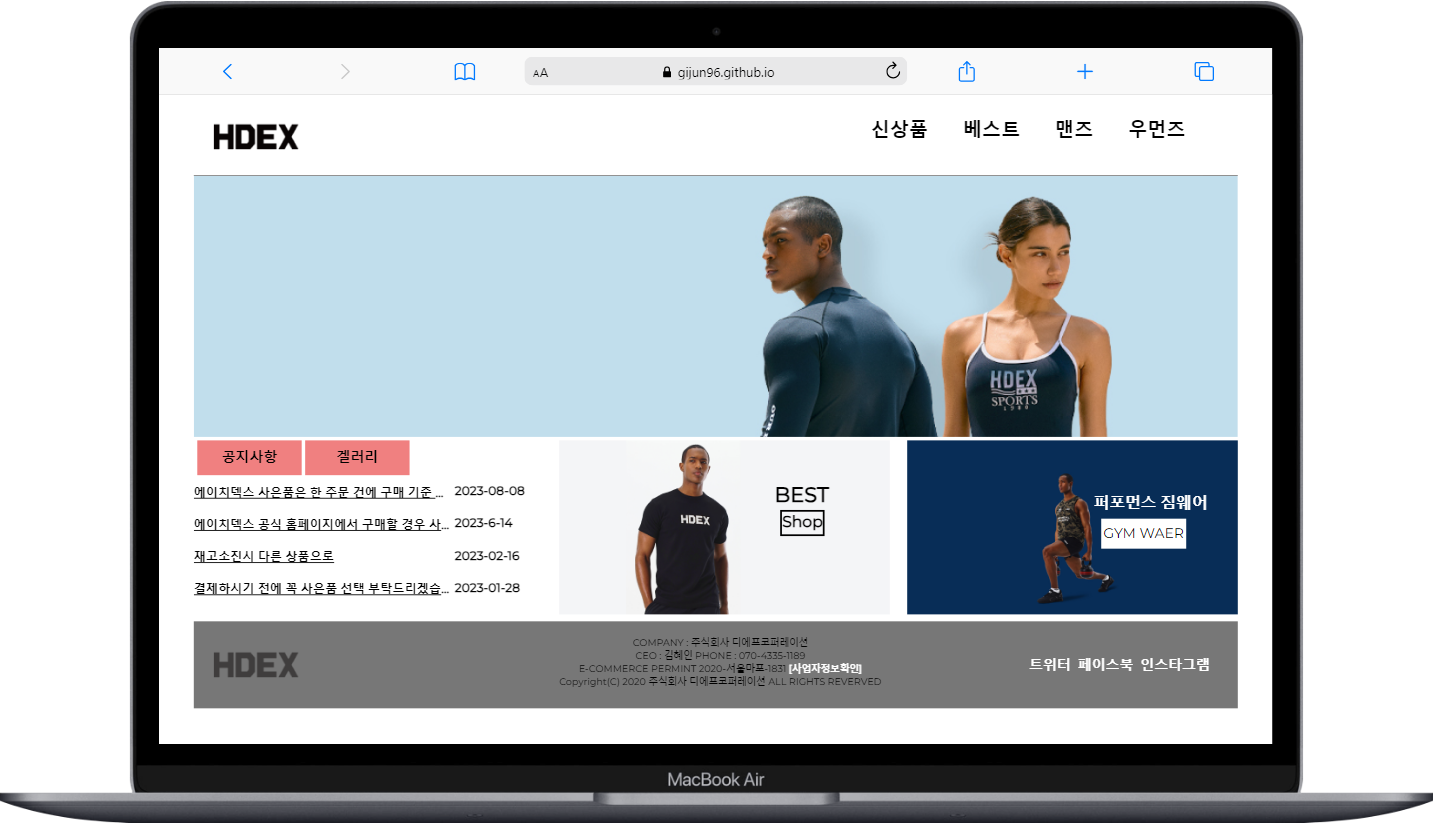 AA gijun96.github.io
HDEX
신상품 베스트 맨즈 우먼즈
HDEX
SPORTS
1980
공지사항 겔러리
에이치덱스 사은품은 한 주문 건에 구매 기준 ... 2023-08-08
에이치덱스 공식 홈페이지에서 구매할 경우 사... 2023-6-14
재고소진시 다른 상품으로 2023-02-16
결제하시기 전에 꼭 사은품 선택 부탁드리겠습... 2023-01-28
HDEX
BEST
Shop
퍼포먼스 짐웨어
GYM WAER
HDEX
COMPANY : 주식회사 디에프코퍼레이션
CEO : 김혜인 PHONE : 070-4335-1189
E-COMMERCE PERMINT 2020-서울마포-1831 [사업자정보확인]
Copyright(C) 2020 주식회사 디에프코퍼레이션 ALL RIGHTS REVERVED
트위터 페이스북 인스타그램
MacBook Air